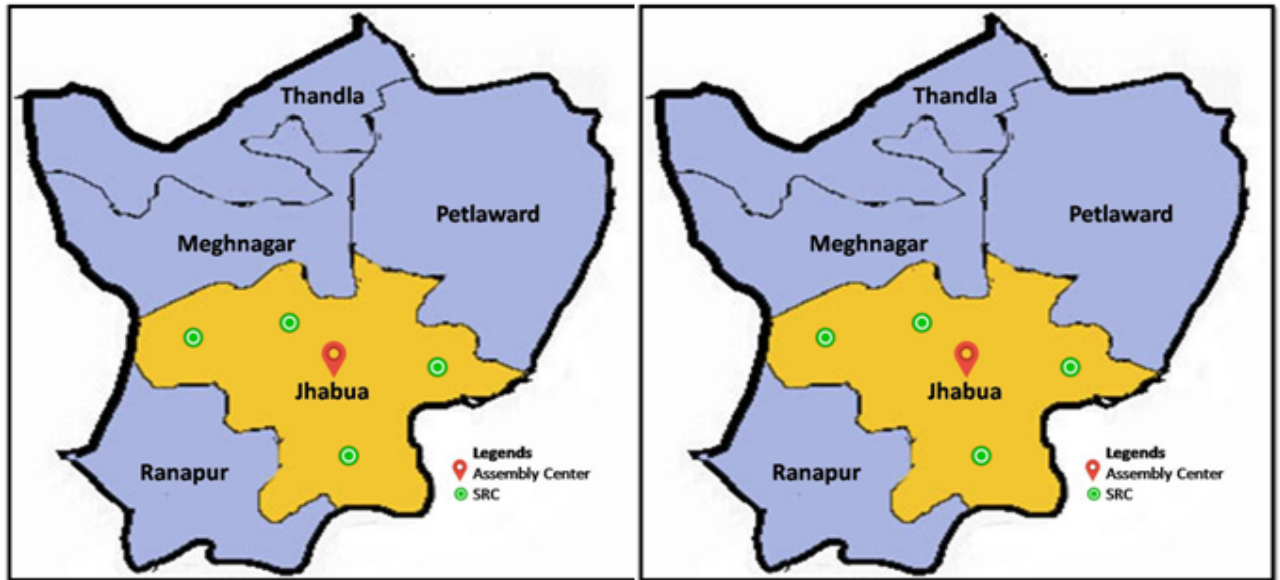 Thandla
Petlaward
Meghnagar
Jhabua
Ranapur
Legends
Assembly Center
SRC
Thandla
Petlaward
Meghnagar
Jhabua
Ranapur
Legends
Assembly Center
SRC